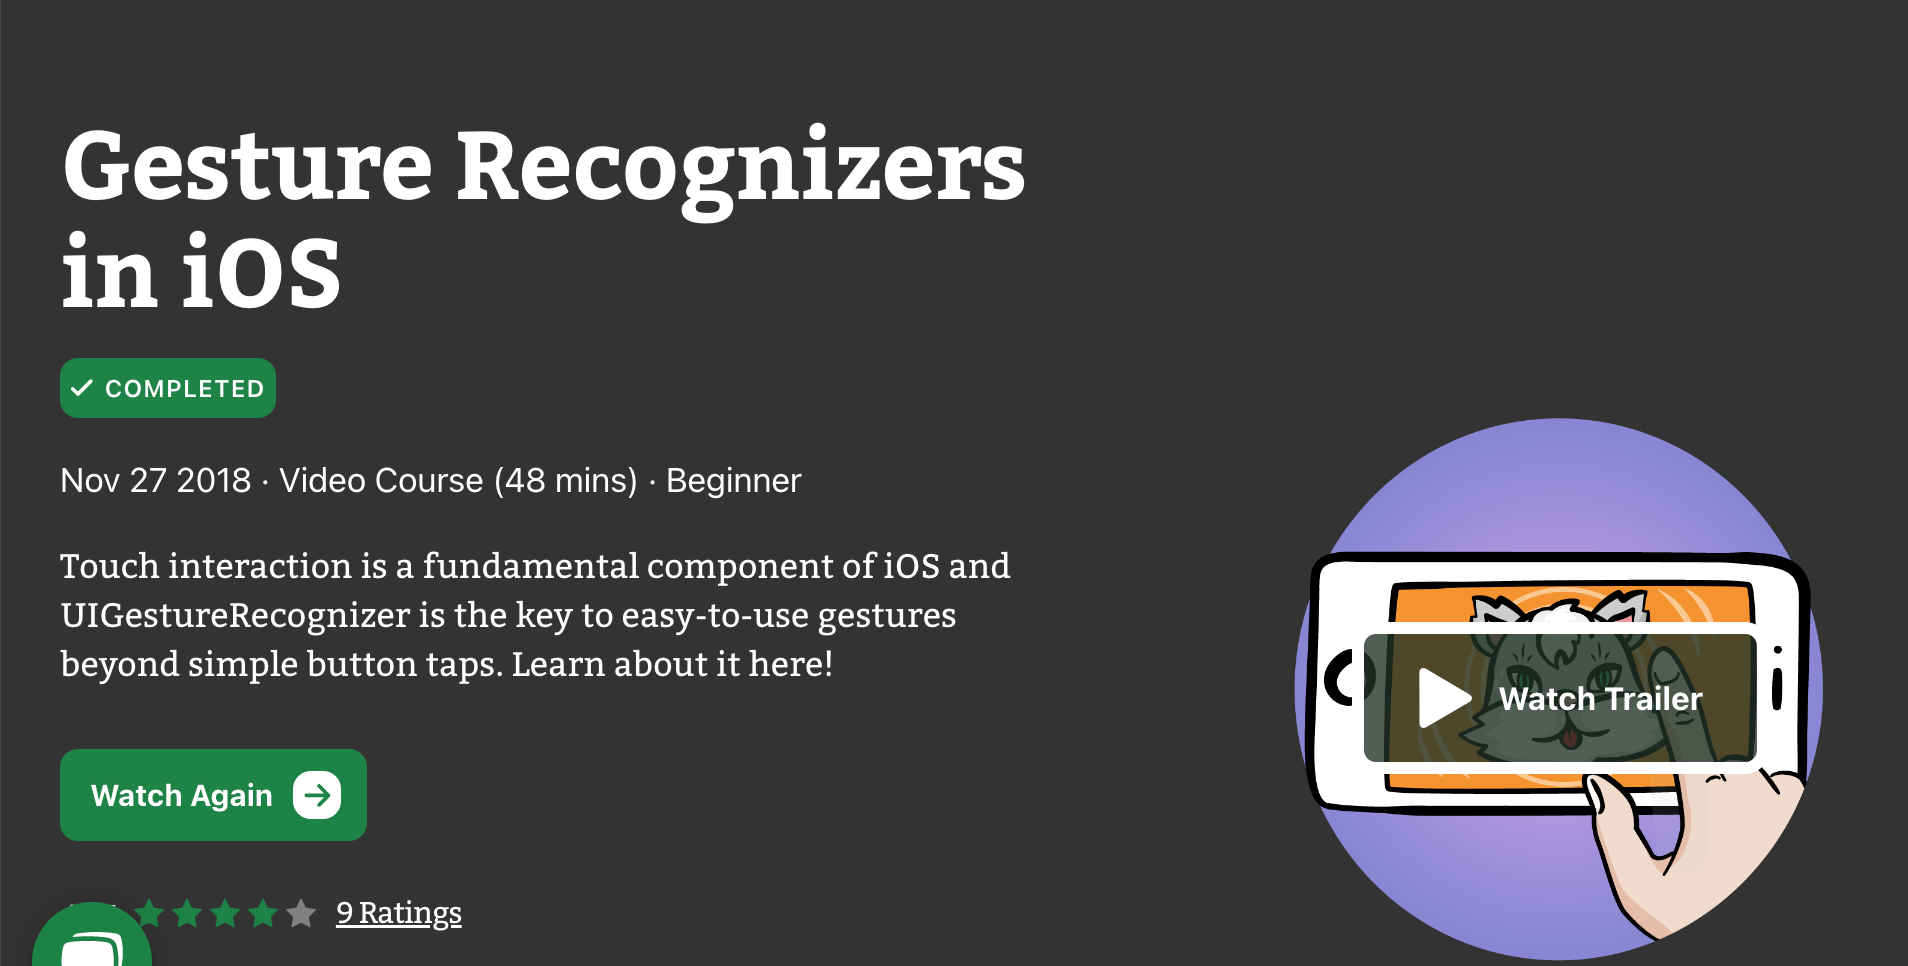 Gesture Recognizers
in iOS
COMPLETED
Nov 27 2018 · Video Course (48 mins) · Beginner
Touch interaction is a fundamental component of iOS and
UIGestureRecognizer is the key to easy-to-use gestures
beyond simple button taps. Learn about it here!
Watch Trailer
Watch Again
9 Ratings